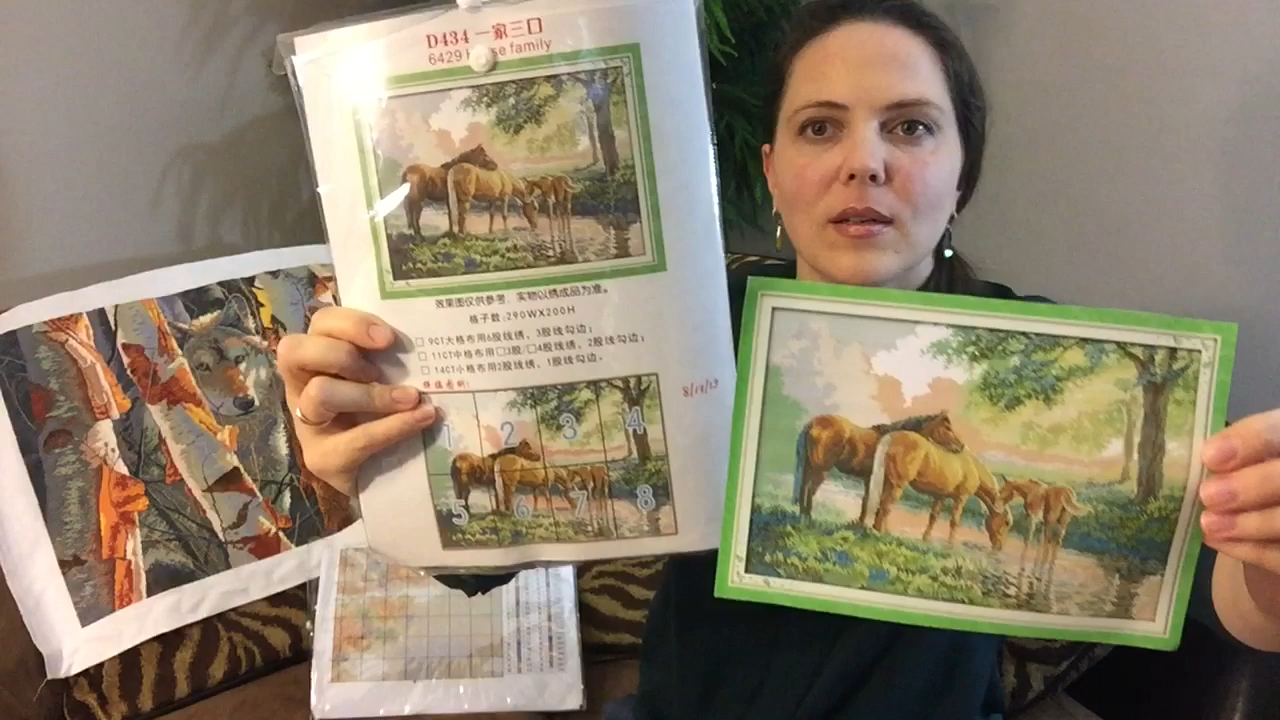 D434 一家三口
6429 H se family
效果图仅供参考, 实物以绣成品为准。
格子数:290WX200H
□ 9CT大格布用6股线绣, 3股线勾边;
□ 11CT中格布用□3股/□4股线绣, 2股线勾边;
□ 14CT小格布用2股线绣, 1股线勾边。
1 2 3 4
5 6 7 8